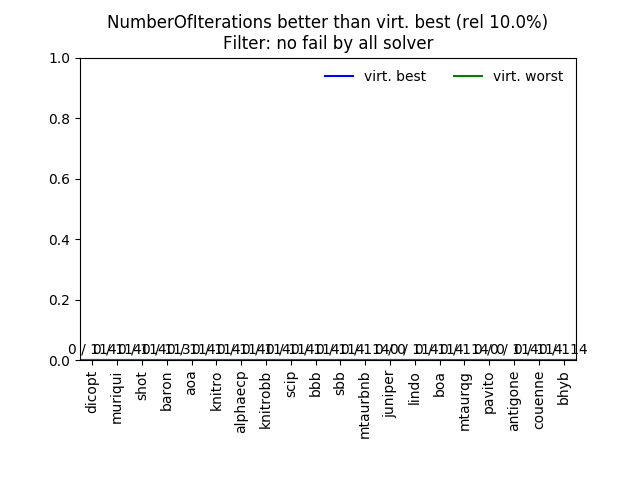 NumberOfIterations better than virt. best (rel 10.0%)
Filter: no fail by all solver
virt. best
virt. worst
1.0
0.8
0.6
0.4
0.2
0.0
dicopt
muriqui
shot
baron
aoa
knitro
alphaecp
knitrobb
scip
bbb
sbb
mtaurbnb
juniper
lindo
boa
mtaurqg
pavito
antigone
couenne
bhyb